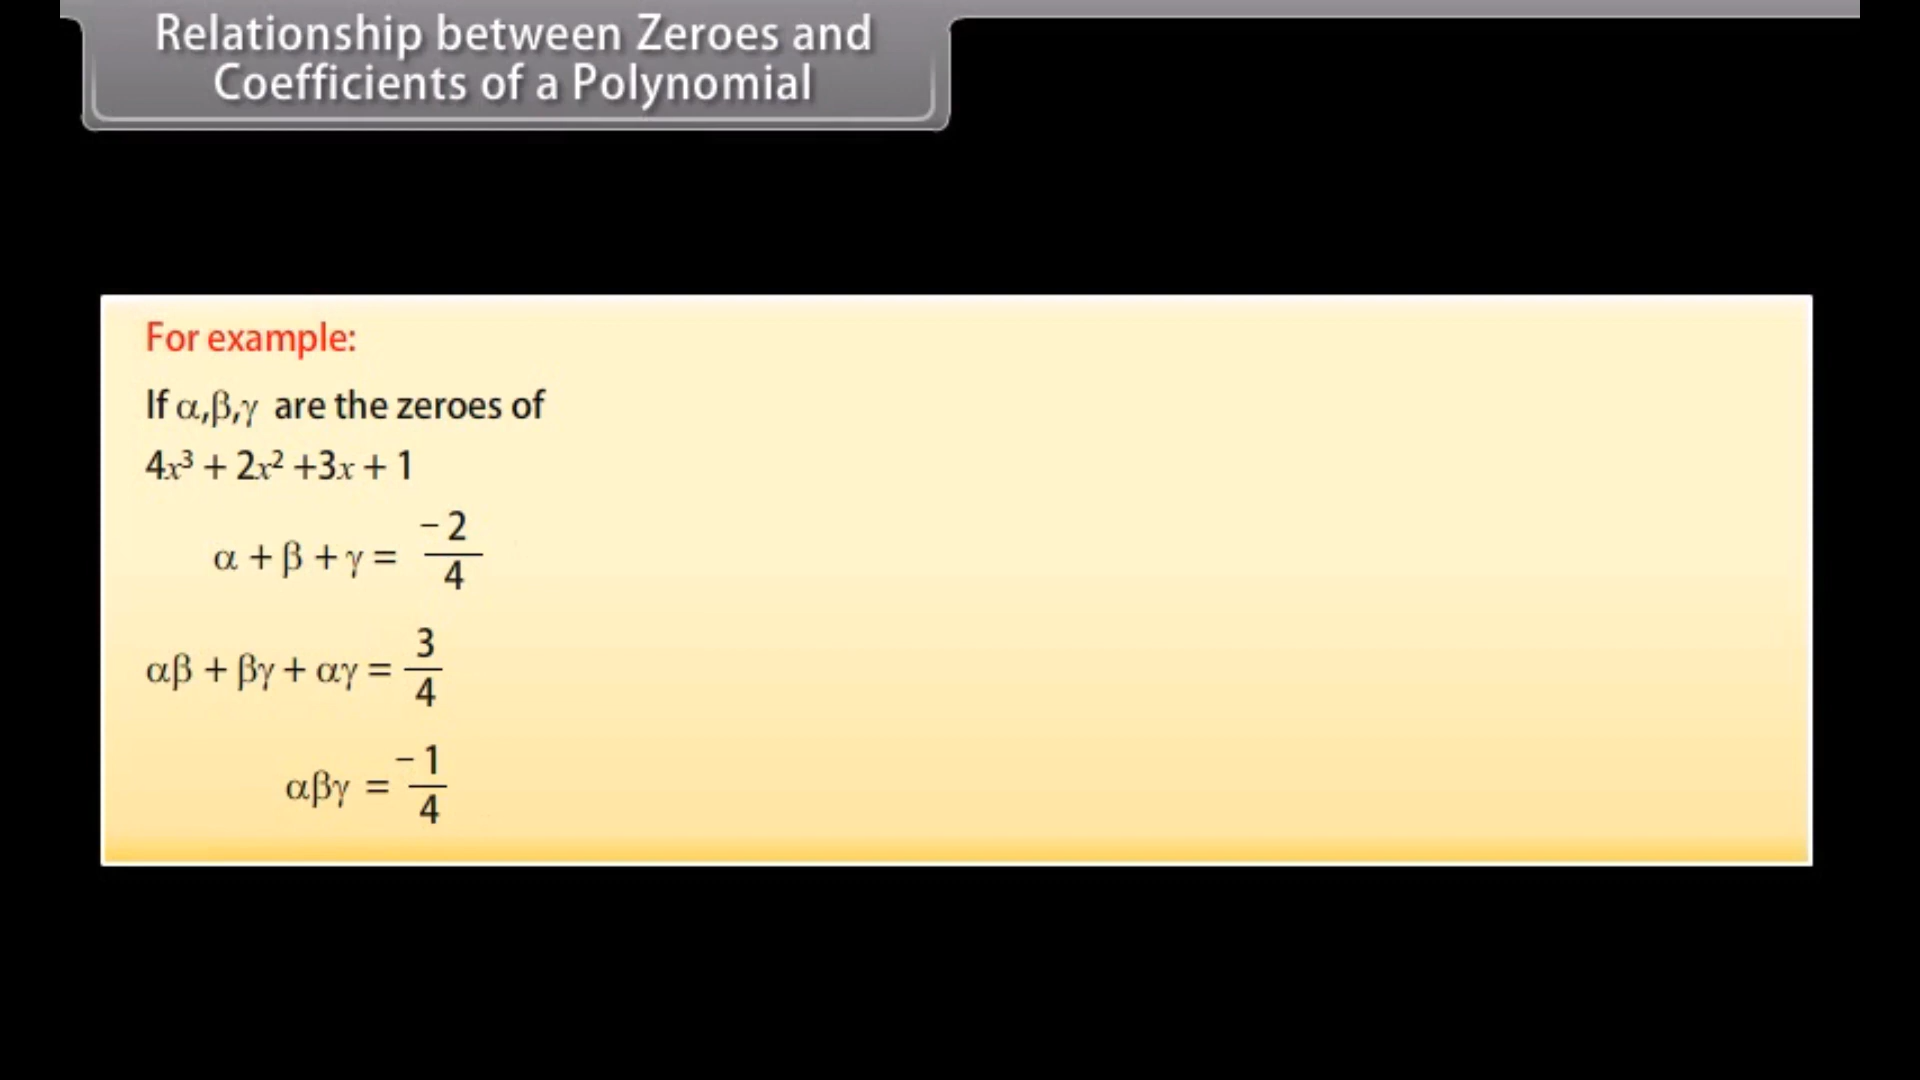 Relationship between Zeroes and
Coefficients of a Polynomial
For example:
If α,β,γ are the zeroes of
4x³ + 2x² +3x + 1
α + β + γ = −2/4
αβ + βγ + αγ = 3/4
αβγ = −1/4